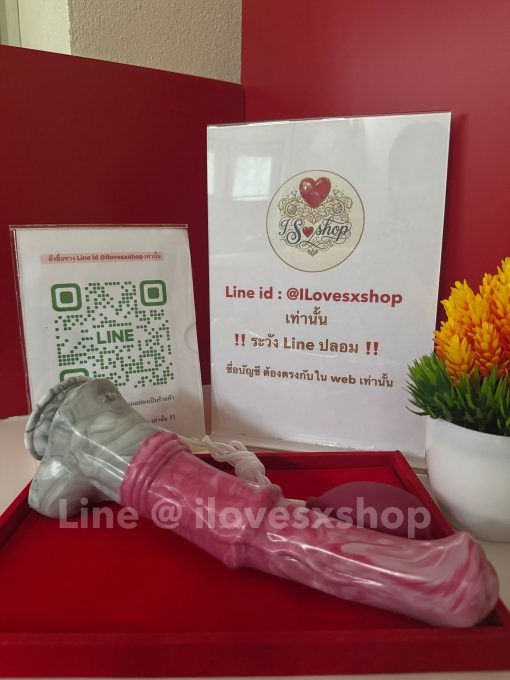 I S shop
Line id : @ILovesxshop
เท่านั้น
!! ระวัง Line ปลอม !!
ชื่อบัญชี ต้องตรงกับใน web เท่านั้น
สั่งซื้อทาง Line id @ilovesxshop เท่านั้น
LINE
เท่านั้น !!
Line @ ilovesxshop